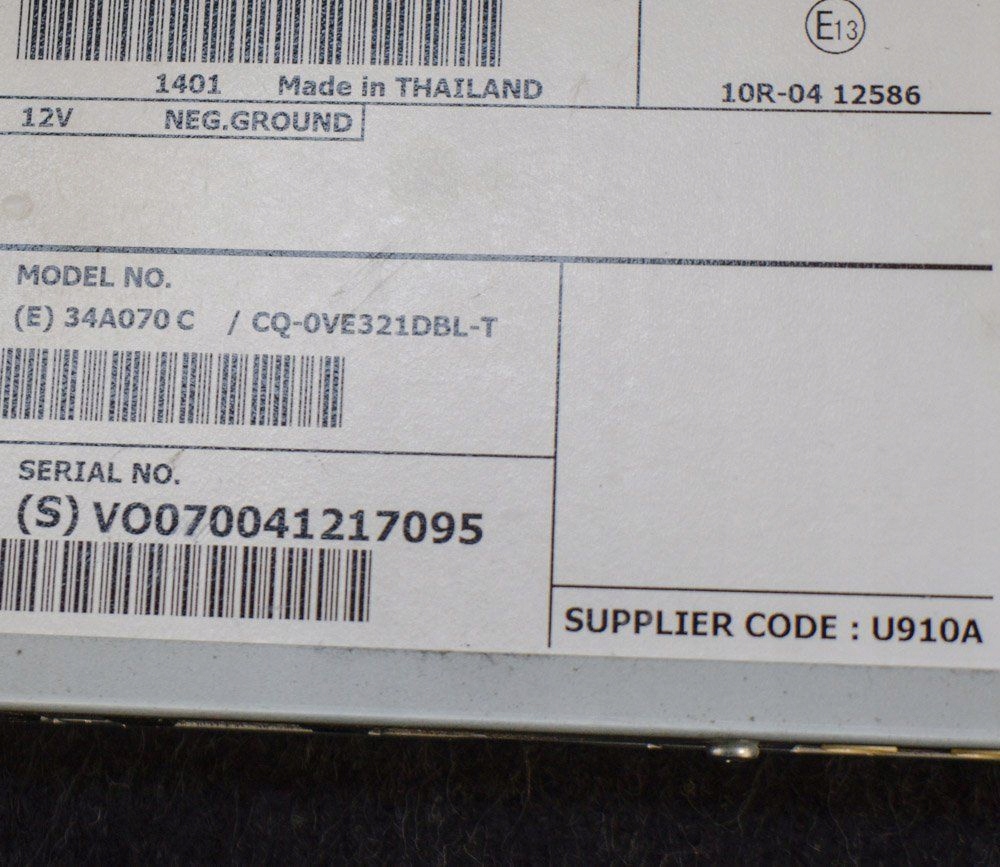 E13
1401 Made in THAILAND
10R-04 12586
12V NEG.GROUND
MODEL NO.
(E) 34A070 C / CQ-0VE321DBL-T
SERIAL NO.
(S) VO070041217095
SUPPLIER CODE : U910A